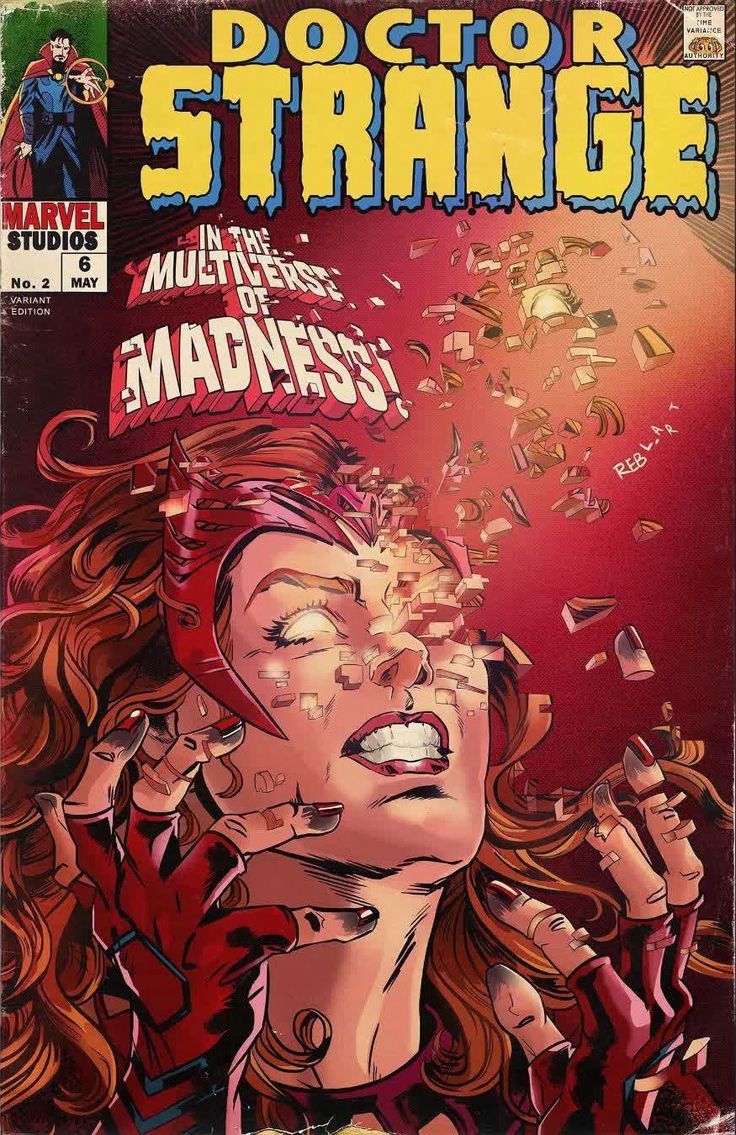 DOCTOR
STRANGE
NOT APPROVED
BY THE
TIME
VARIANCE
AUTHORITY
MARVEL
STUDIOS
No. 2
6
MAY
VARIANT
EDITION
IN THE
MULTIVERSE
OF
MADNESS!
REBL_ART